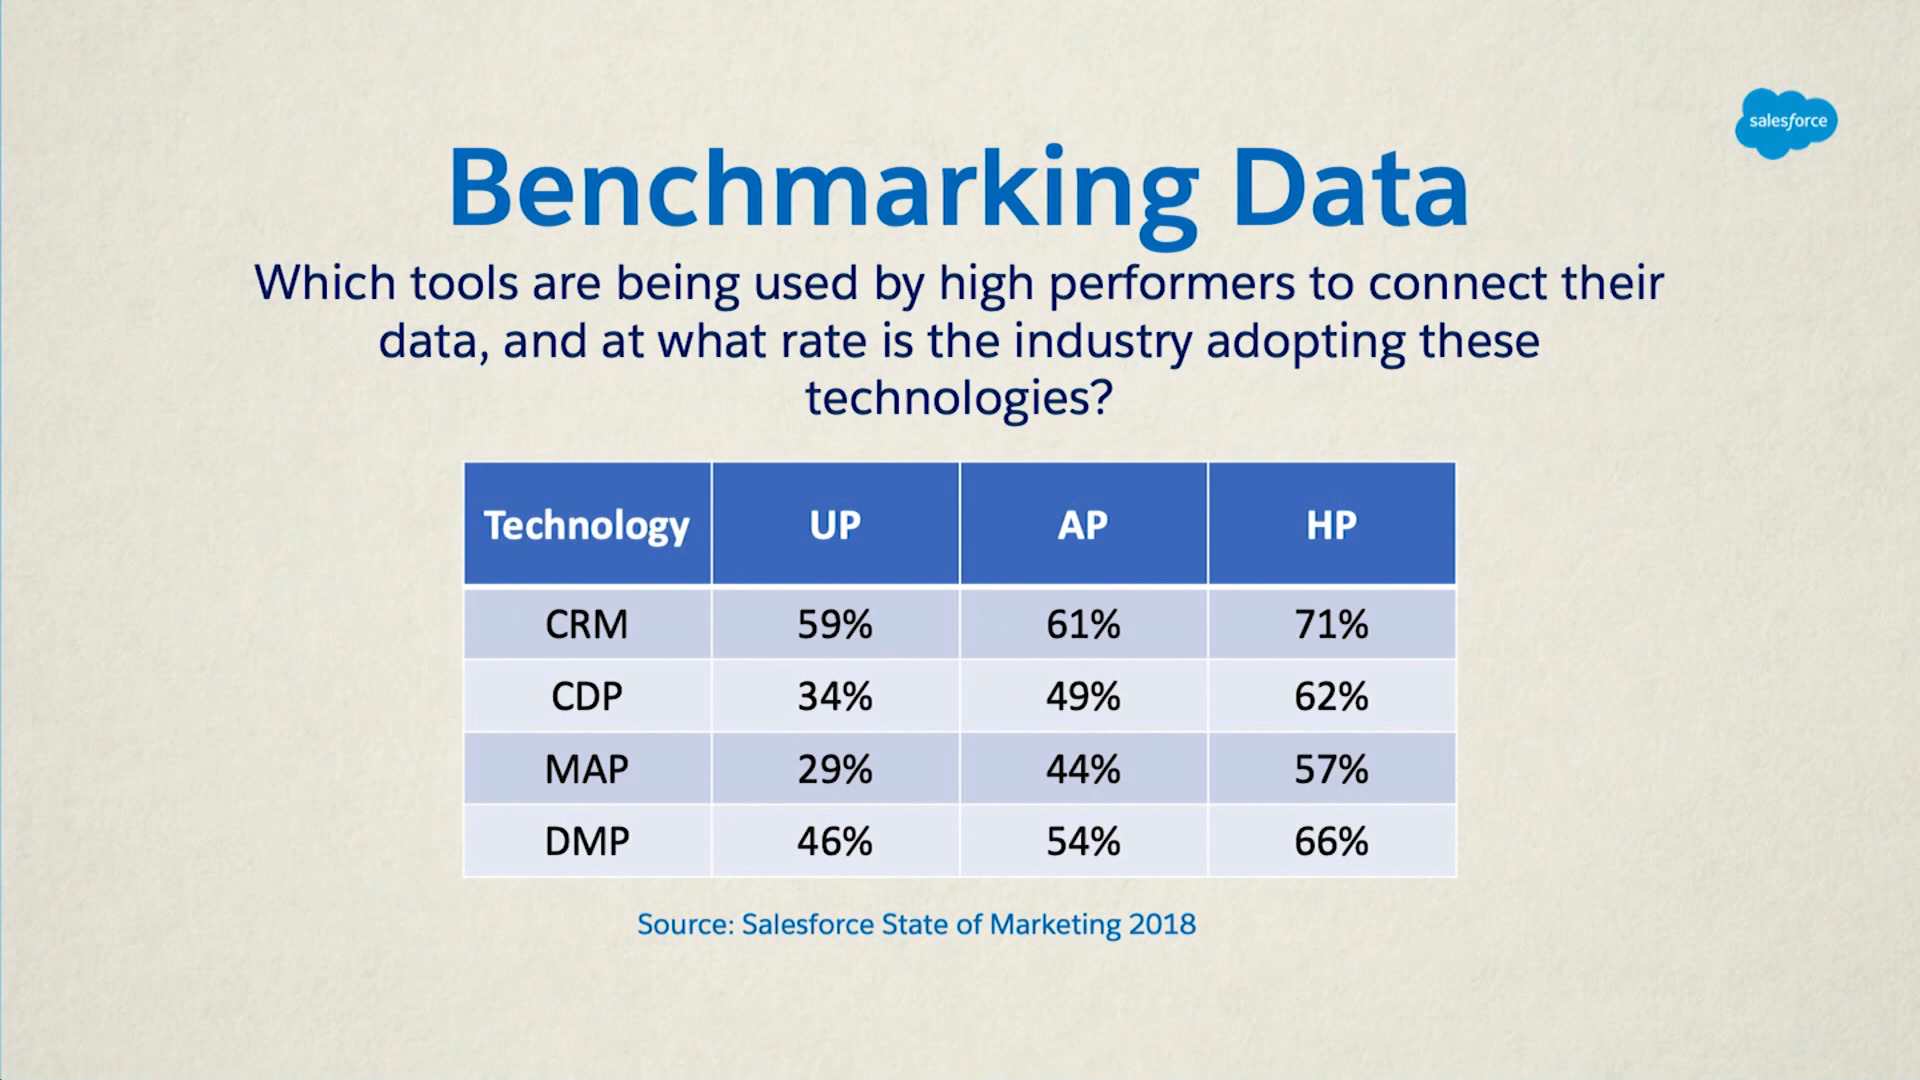 salesforce
Benchmarking Data
Which tools are being used by high performers to connect their
data, and at what rate is the industry adopting these
technologies?
Technology UP AP HP
CRM 59% 61% 71%
CDP 34% 49% 62%
MAP 29% 44% 57%
DMP 46% 54% 66%
Source: Salesforce State of Marketing 2018